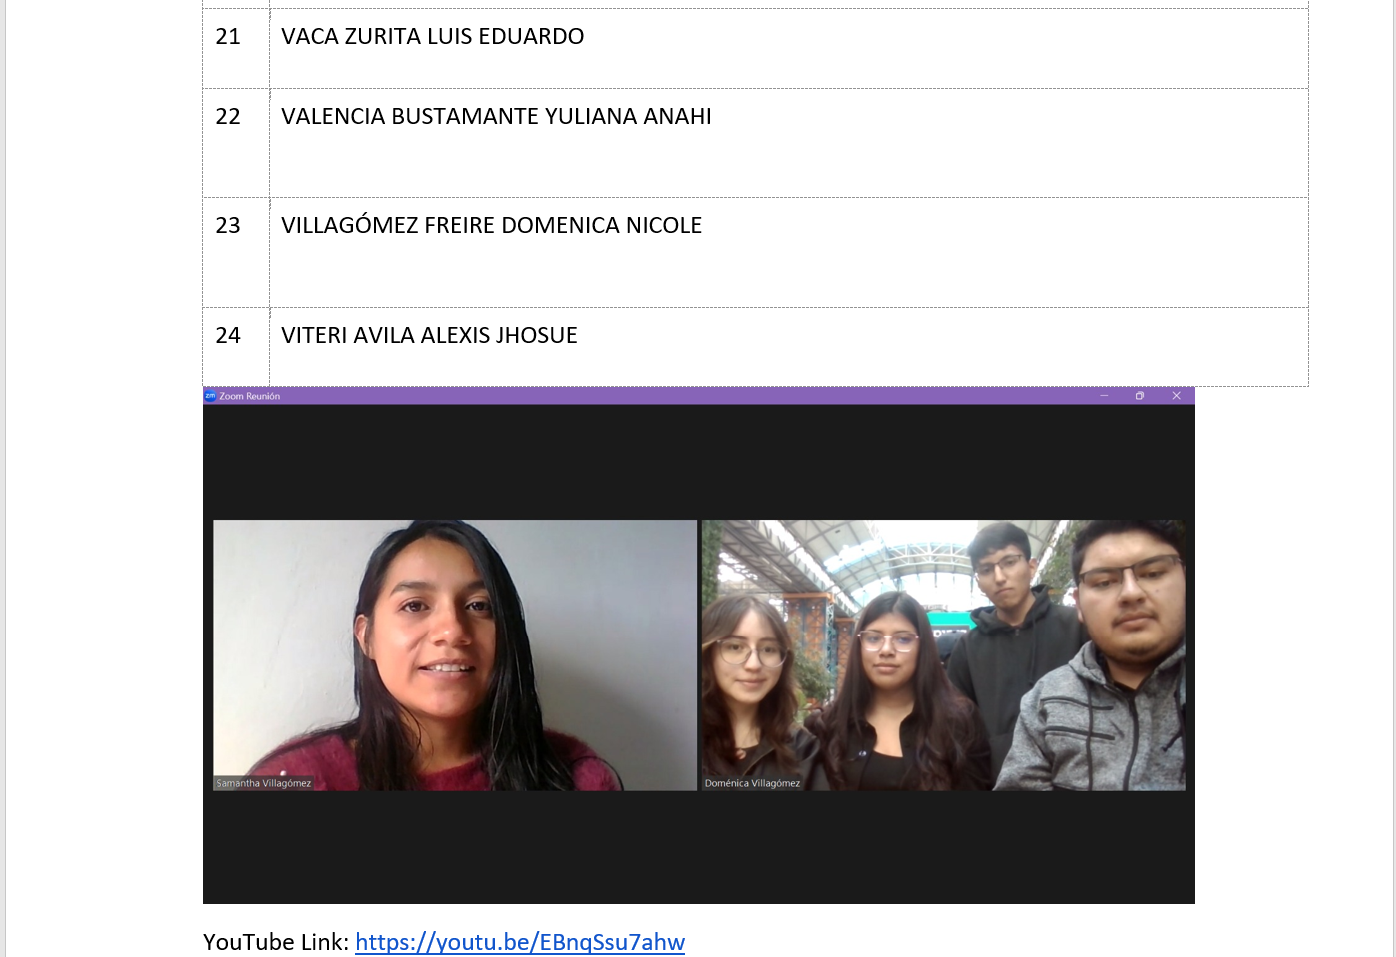 21 VACA ZURITA LUIS EDUARDO
22 VALENCIA BUSTAMANTE YULIANA ANAHI
23 VILLAGÓMEZ FREIRE DOMENICA NICOLE
24 VITERI AVILA ALEXIS JHOSUE
zm Zoom Reunión
Samantha Villagómez
Doménica Villagómez
YouTube Link: https://youtu.be/EBnqSsu7ahw